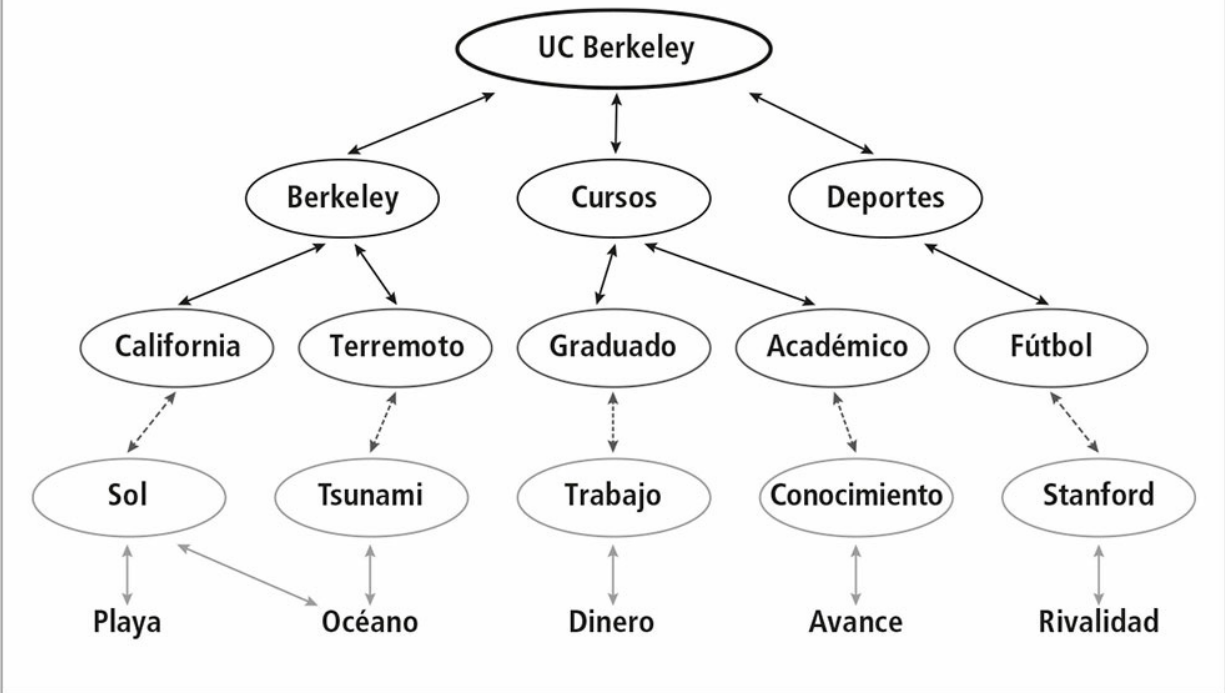 UC Berkeley
Berkeley Cursos Deportes
California Terremoto Graduado Académico Fútbol
Sol Tsunami Trabajo Conocimiento Stanford
Playa Océano Dinero Avance Rivalidad